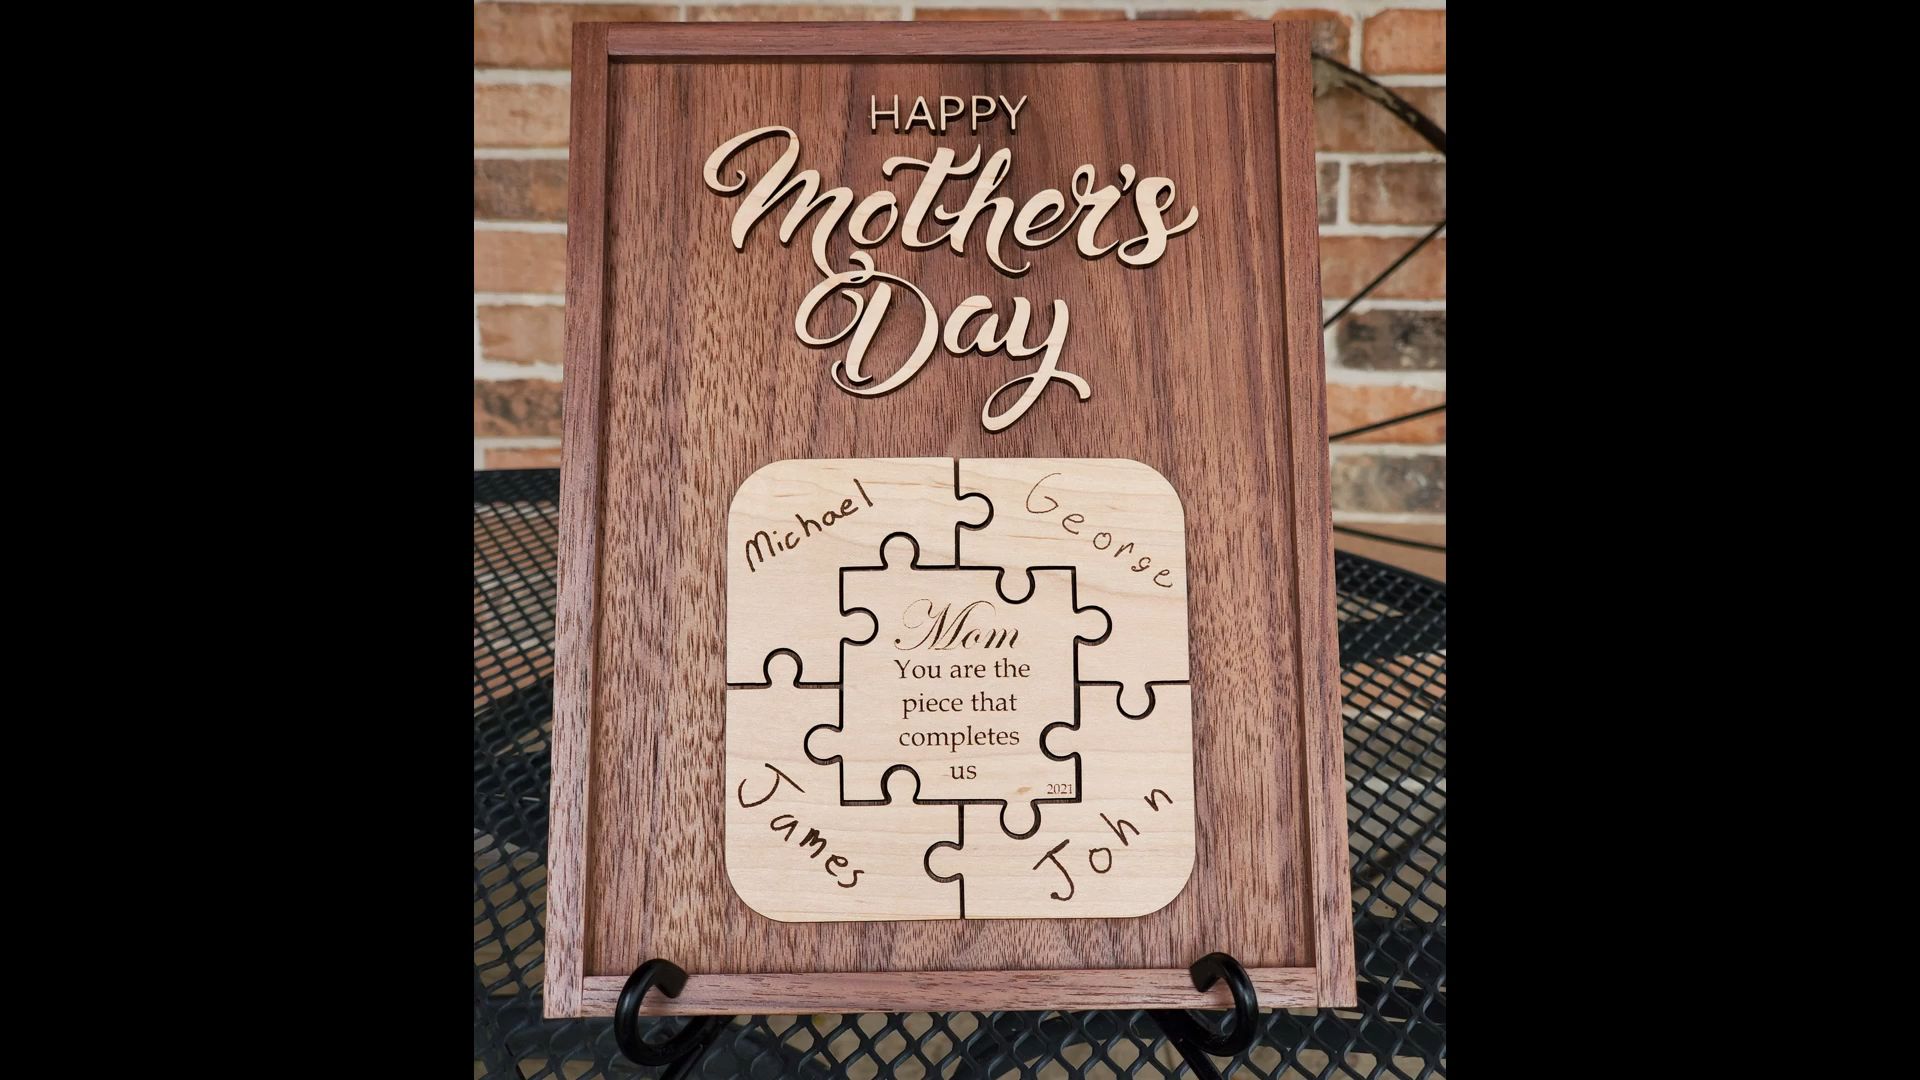 HAPPY
Mother's
Day
Michael
George
Mom
You are the
piece that
completes
us
2021
James
John